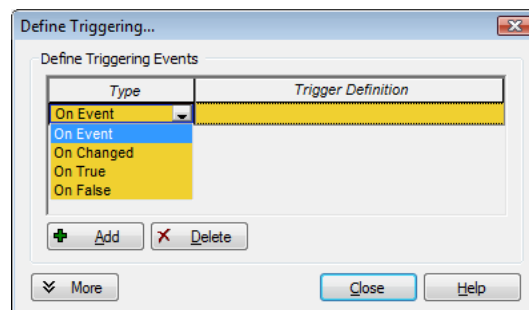 Define Triggering...
Define Triggering Events
Type Trigger Definition
On Event
On Event
On Changed
On True
On False
Add Delete
More Close Help